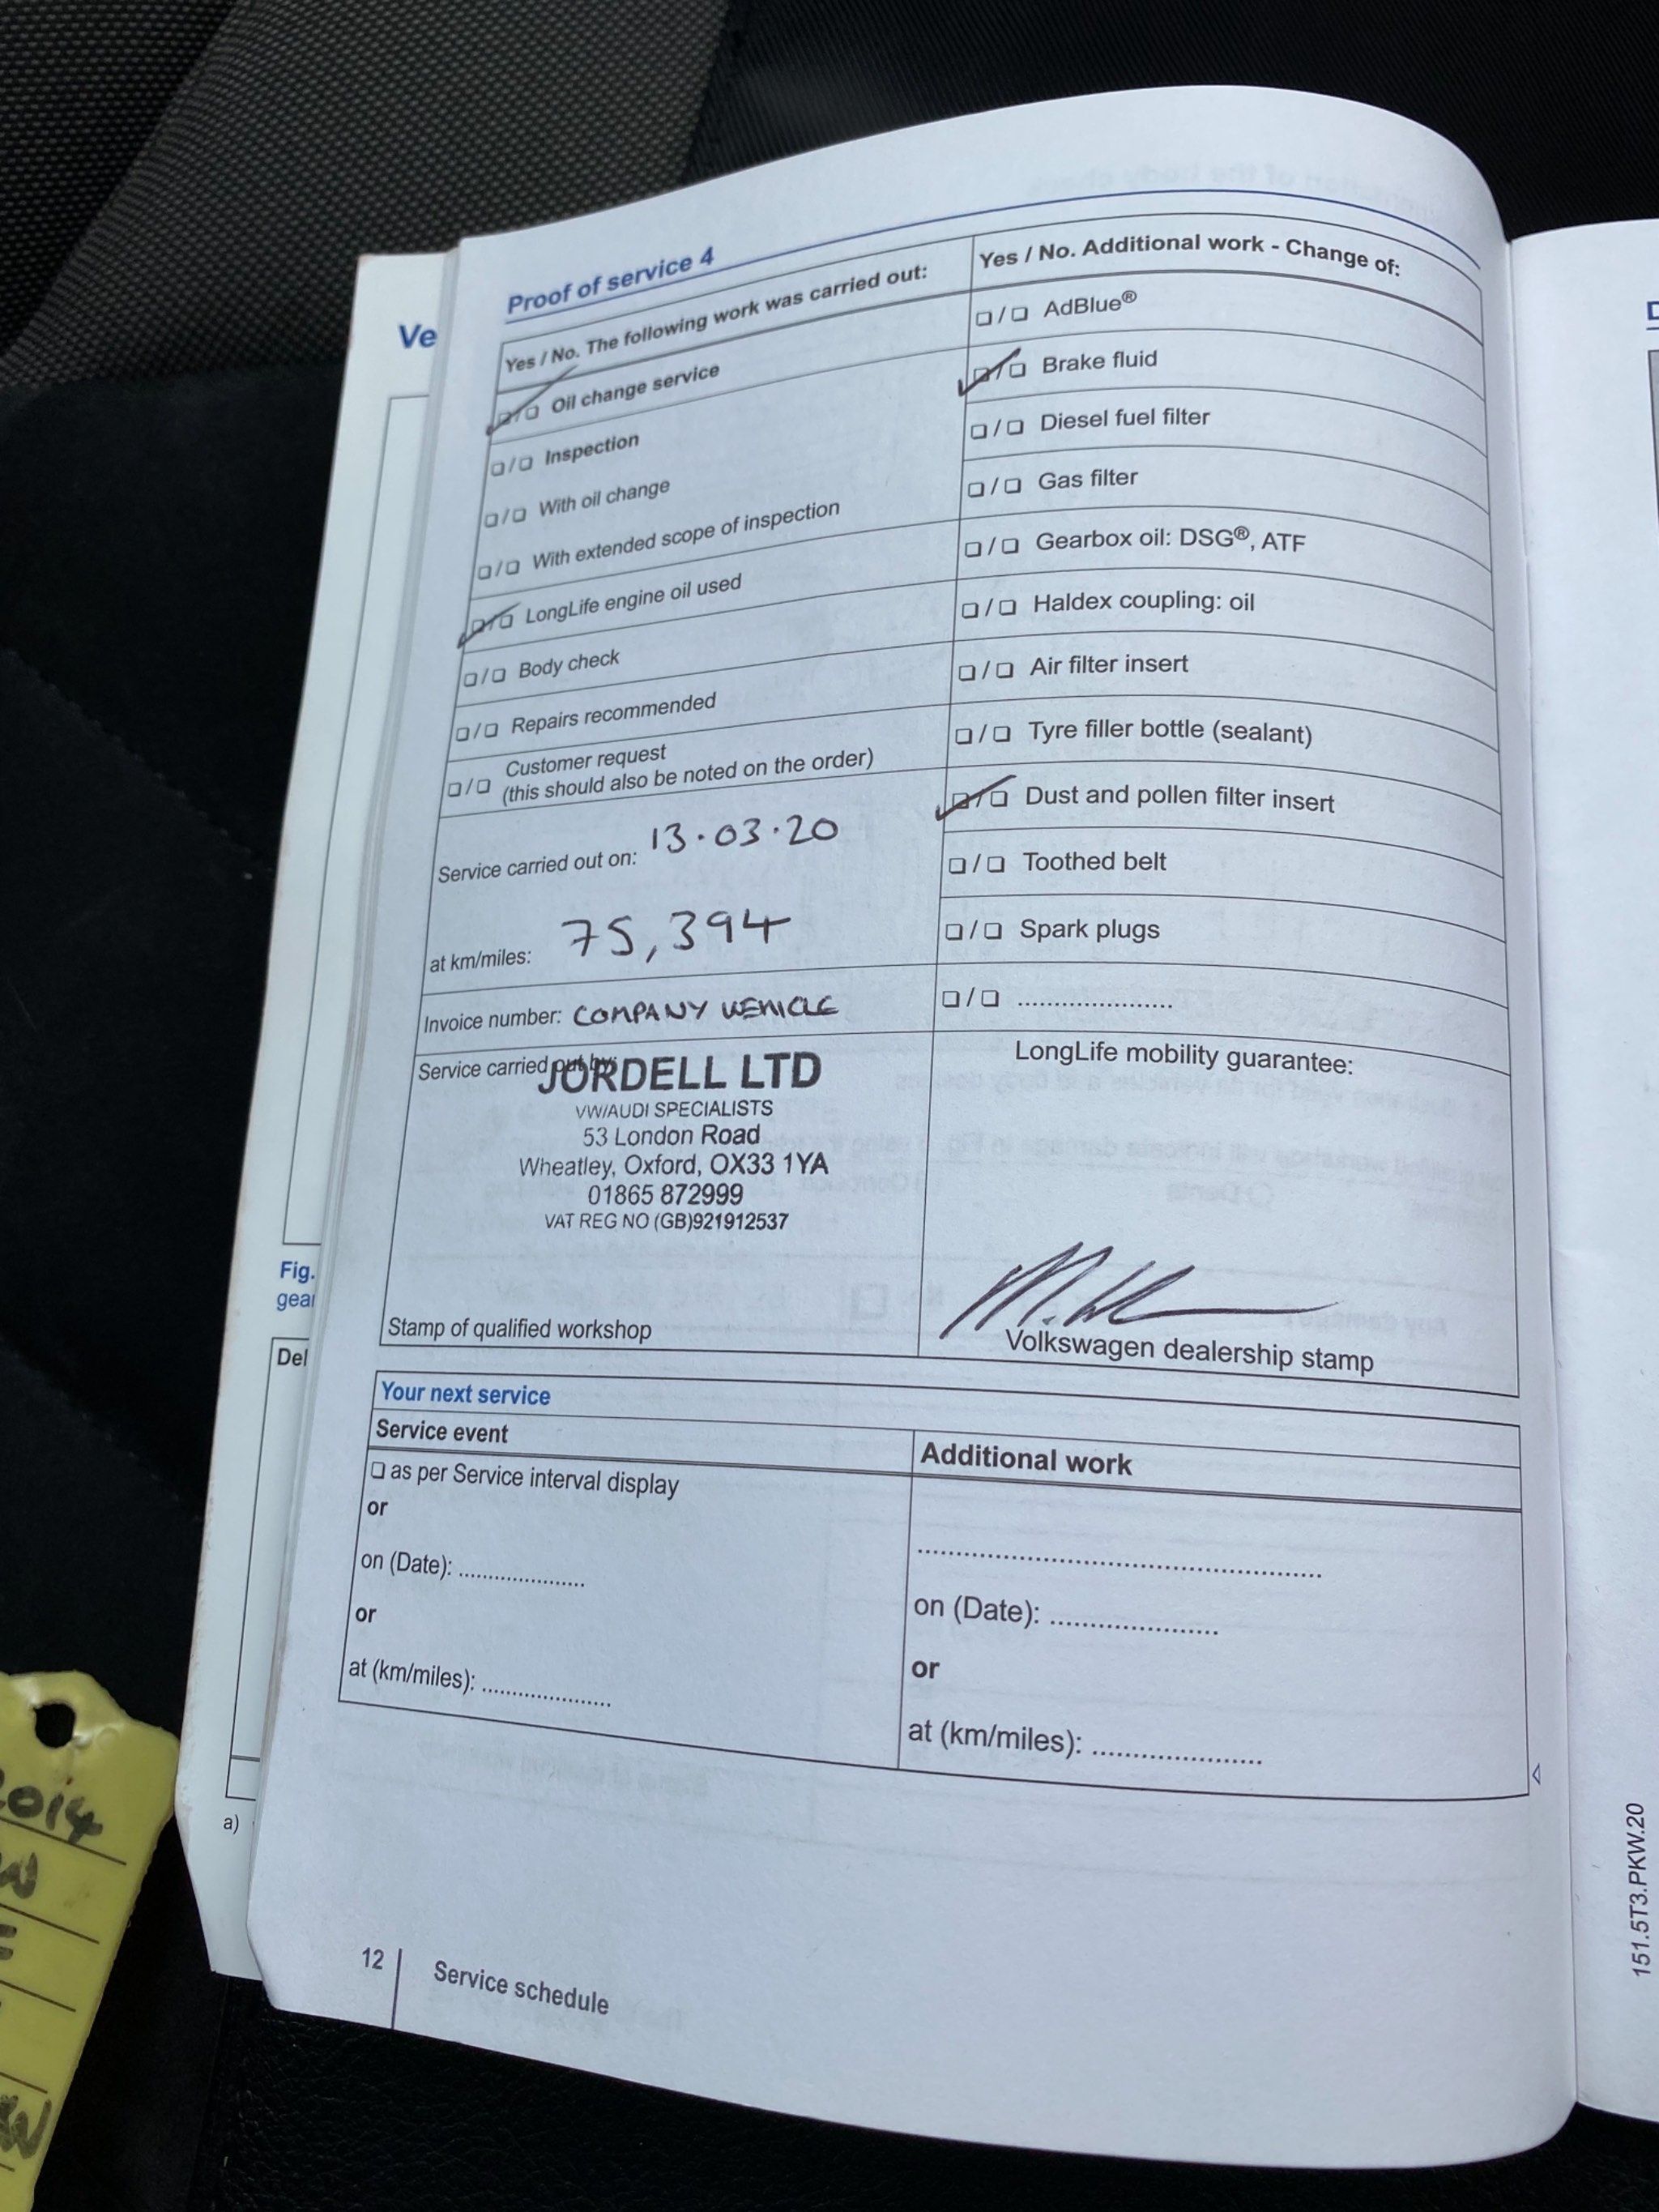 Proof of service 4
Yes / No. The following work was carried out:
❏/❏ Oil change service
❏/❏ Inspection
❏/❏ With oil change
❏/❏ With extended scope of inspection
❏/❏ LongLife engine oil used
❏/❏ Body check
❏/❏ Repairs recommended
❏/❏ Customer request
(this should also be noted on the order)
Service carried out on: 13.03.20
at km/miles: 75,394
Invoice number: COMPANY VEHICLE
Service carried out by:
JORDELL LTD
VW/AUDI SPECIALISTS
53 London Road
Wheatley, Oxford, OX33 1YA
01865 872999
VAT REG NO (GB)921912537
Stamp of qualified workshop
Yes / No. Additional work - Change of:
❏/❏ AdBlue®
❏/❏ Brake fluid
❏/❏ Diesel fuel filter
❏/❏ Gas filter
❏/❏ Gearbox oil: DSG®, ATF
❏/❏ Haldex coupling: oil
❏/❏ Air filter insert
❏/❏ Tyre filler bottle (sealant)
❏/❏ Dust and pollen filter insert
❏/❏ Toothed belt
❏/❏ Spark plugs
❏/❏ ......................
LongLife mobility guarantee:
Volkswagen dealership stamp
Your next service
Service event
❏ as per Service interval display
or
on (Date): .....................
or
at (km/miles): .....................
Additional work
......................................................
on (Date): ......................
or
at (km/miles): ......................
12
Service schedule
Ve
Fig.
gear
Del
a)
2014
W
W
151.5T3.PKW.20